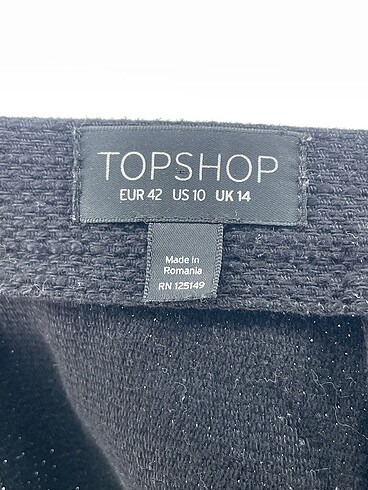 TOPSHOP
EUR 42 US 10 UK 14
Made in
Romania
RN 125149